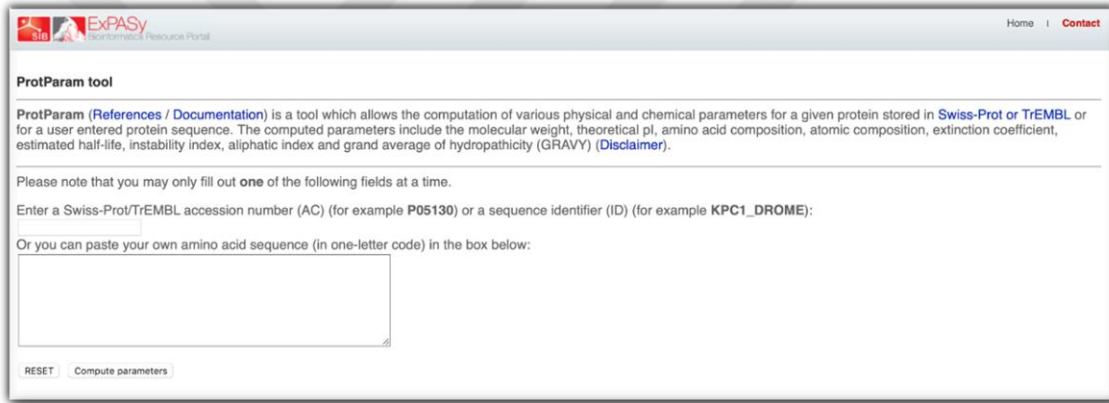 SIB ExPASy
Bioinformatics Resource Portal
Home | Contact
ProtParam tool
ProtParam (References / Documentation) is a tool which allows the computation of various physical and chemical parameters for a given protein stored in Swiss-Prot or TrEMBL or
for a user entered protein sequence. The computed parameters include the molecular weight, theoretical pI, amino acid composition, atomic composition, extinction coefficient,
estimated half-life, instability index, aliphatic index and grand average of hydropathicity (GRAVY) (Disclaimer).
Please note that you may only fill out one of the following fields at a time.
Enter a Swiss-Prot/TrEMBL accession number (AC) (for example P05130) or a sequence identifier (ID) (for example KPC1_DROME):
Or you can paste your own amino acid sequence (in one-letter code) in the box below:
RESET Compute parameters